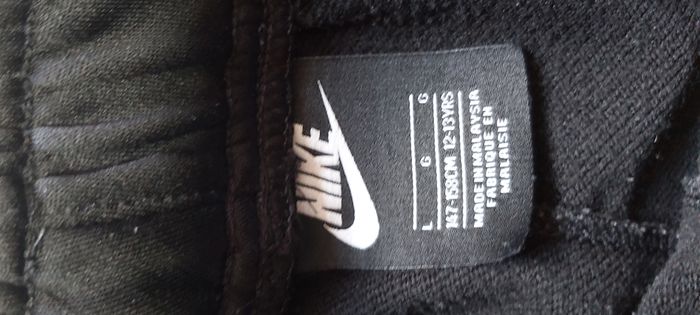 NIKE
L G G
147-158CM 12-13YRS
MADE IN MALAYSIA
FABRIQUE EN
MALAISIE